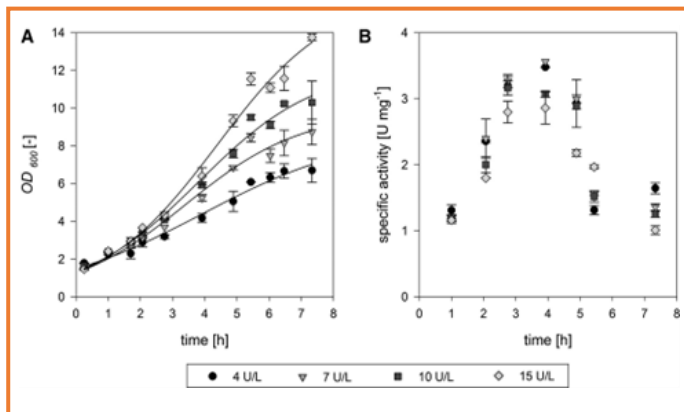 A
B
14
12
10
8
6
4
2
0
OD 600 [-]
0 1 2 3 4 5 6 7 8
time [h]
4
3
2
1
0
specific activity [U mg-1]
0 1 2 3 4 5 6 7 8
time [h]
4 U/L 7 U/L 10 U/L 15 U/L